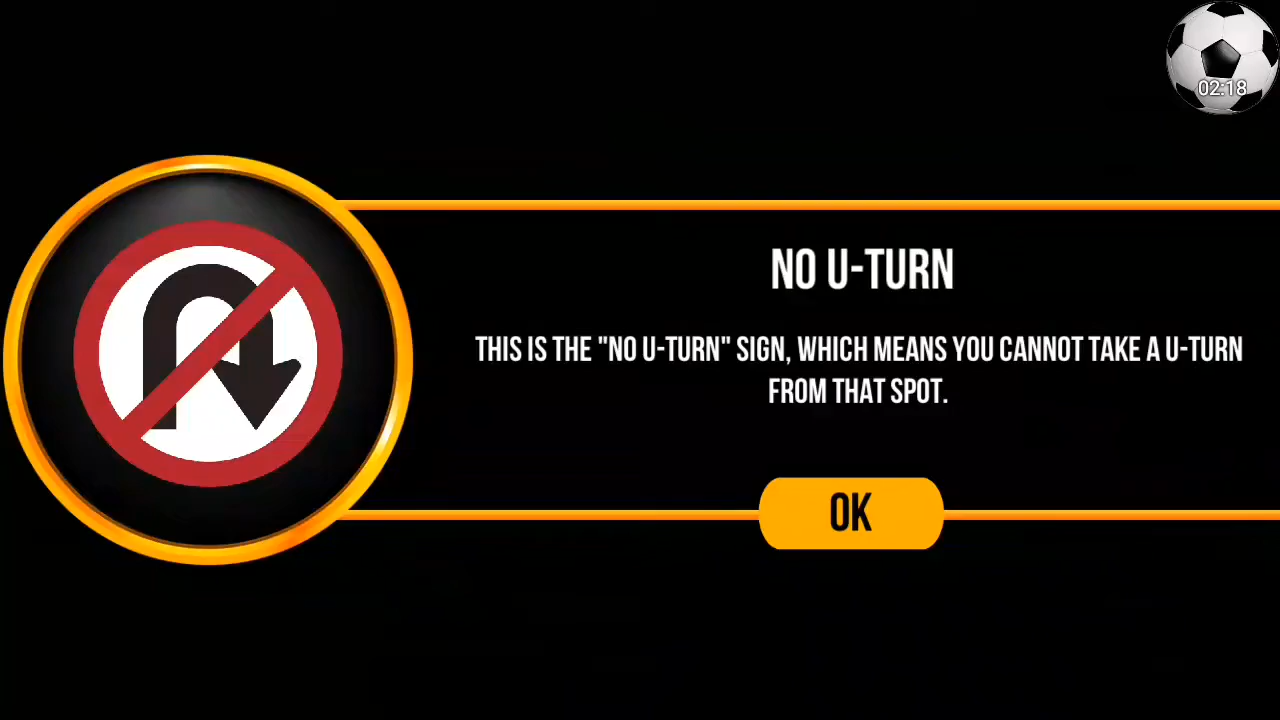 02:18
NO U-TURN
THIS IS THE "NO U-TURN" SIGN, WHICH MEANS YOU CANNOT TAKE A U-TURN
FROM THAT SPOT.
OK